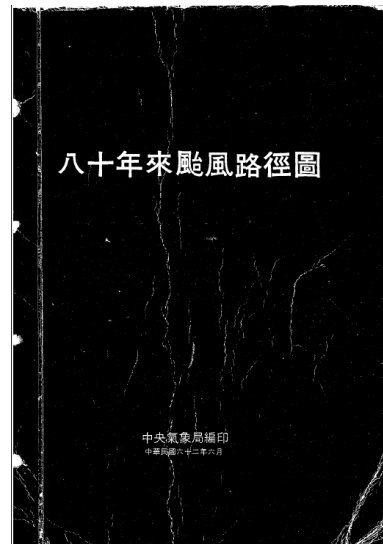 八十年來颱風路徑圖
中央氣象局編印
中華民國六十二年六月